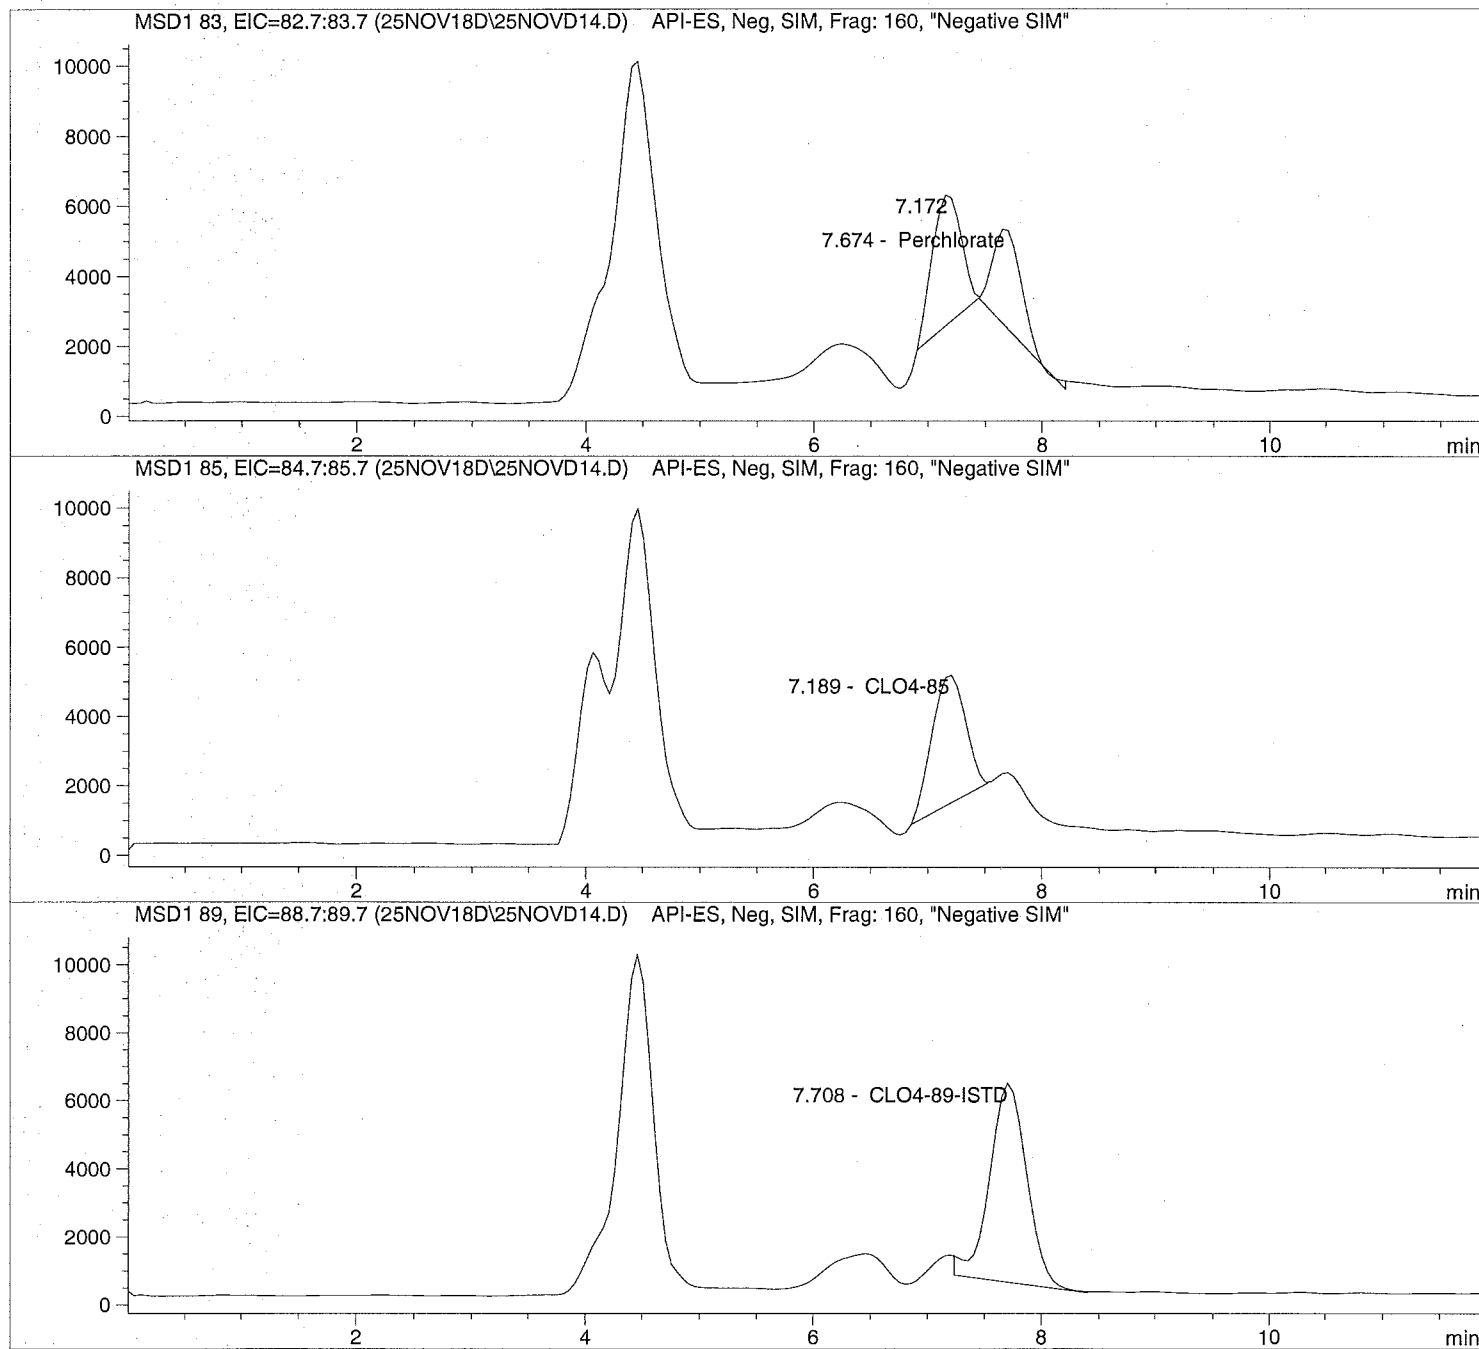 MSD1 83, EIC=82.7:83.7 (25NOV18D\25NOVD14.D) API-ES, Neg, SIM, Frag: 160, "Negative SIM"
10000
8000
6000
4000
2000
0
7.172
7.674 - Perchlorate
2 4 6 8 10 min
MSD1 85, EIC=84.7:85.7 (25NOV18D\25NOVD14.D) API-ES, Neg, SIM, Frag: 160, "Negative SIM"
10000
8000
6000
4000
2000
0
7.189 - CLO4-85
2 4 6 8 10 min
MSD1 89, EIC=88.7:89.7 (25NOV18D\25NOVD14.D) API-ES, Neg, SIM, Frag: 160, "Negative SIM"
10000
8000
6000
4000
2000
0
7.708 - CLO4-89-ISTD
2 4 6 8 10 min